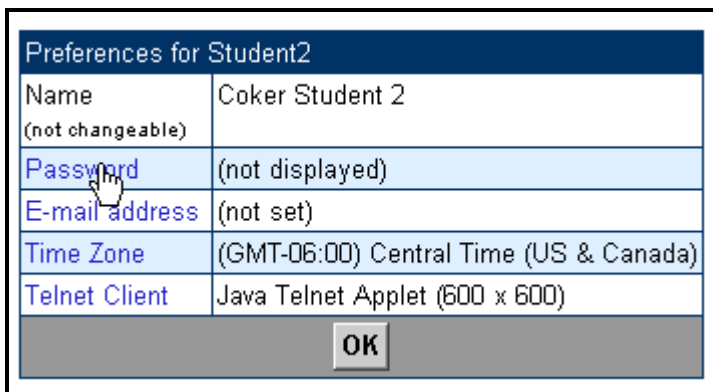 Preferences for Student2
Name Coker Student 2
(not changeable)
Password (not displayed)
E-mail address (not set)
Time Zone (GMT-06:00) Central Time (US & Canada)
Telnet Client Java Telnet Applet (600 x 600)
OK